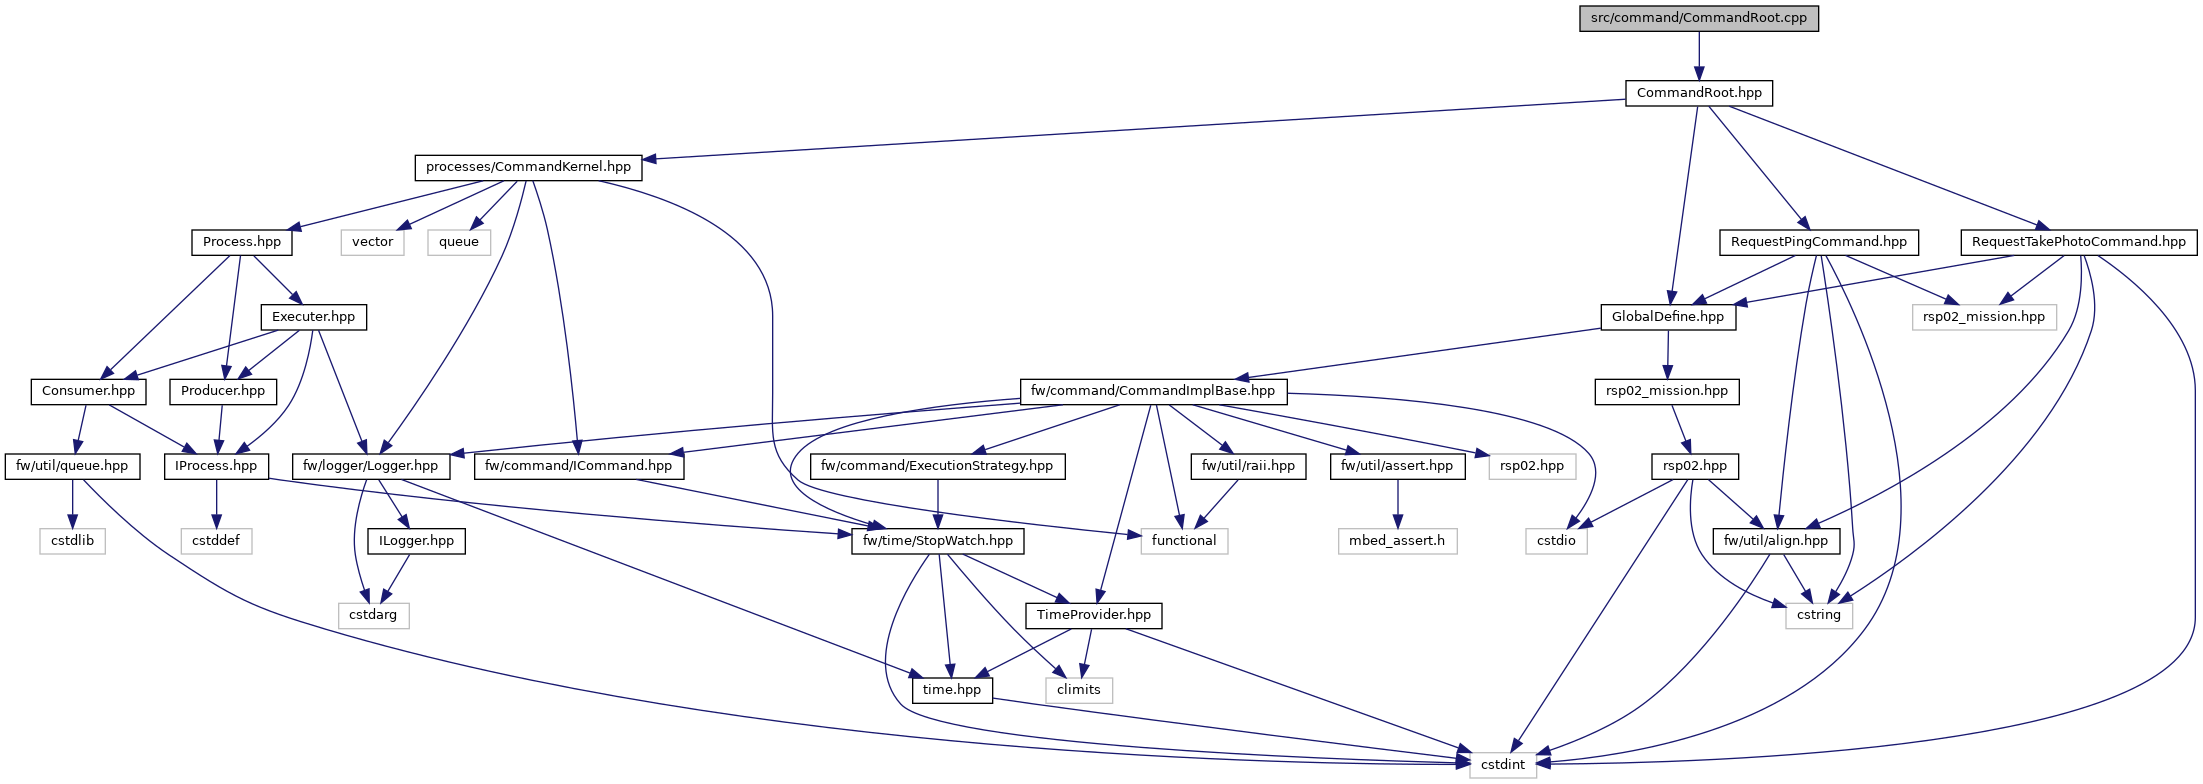 src/command/CommandRoot.cpp
CommandRoot.hpp
processes/CommandKernel.hpp
Process.hpp
vector
queue
RequestPingCommand.hpp
RequestTakePhotoCommand.hpp
Executer.hpp
GlobalDefine.hpp
rsp02_mission.hpp
Consumer.hpp
Producer.hpp
fw/command/CommandImplBase.hpp
rsp02_mission.hpp
fw/util/queue.hpp
IProcess.hpp
fw/logger/Logger.hpp
fw/command/ICommand.hpp
fw/command/ExecutionStrategy.hpp
fw/util/raii.hpp
fw/util/assert.hpp
rsp02.hpp
rsp02.hpp
cstdlib
cstddef
ILogger.hpp
fw/time/StopWatch.hpp
functional
mbed_assert.h
cstdio
fw/util/align.hpp
cstdarg
TimeProvider.hpp
cstring
time.hpp
climits
cstdint